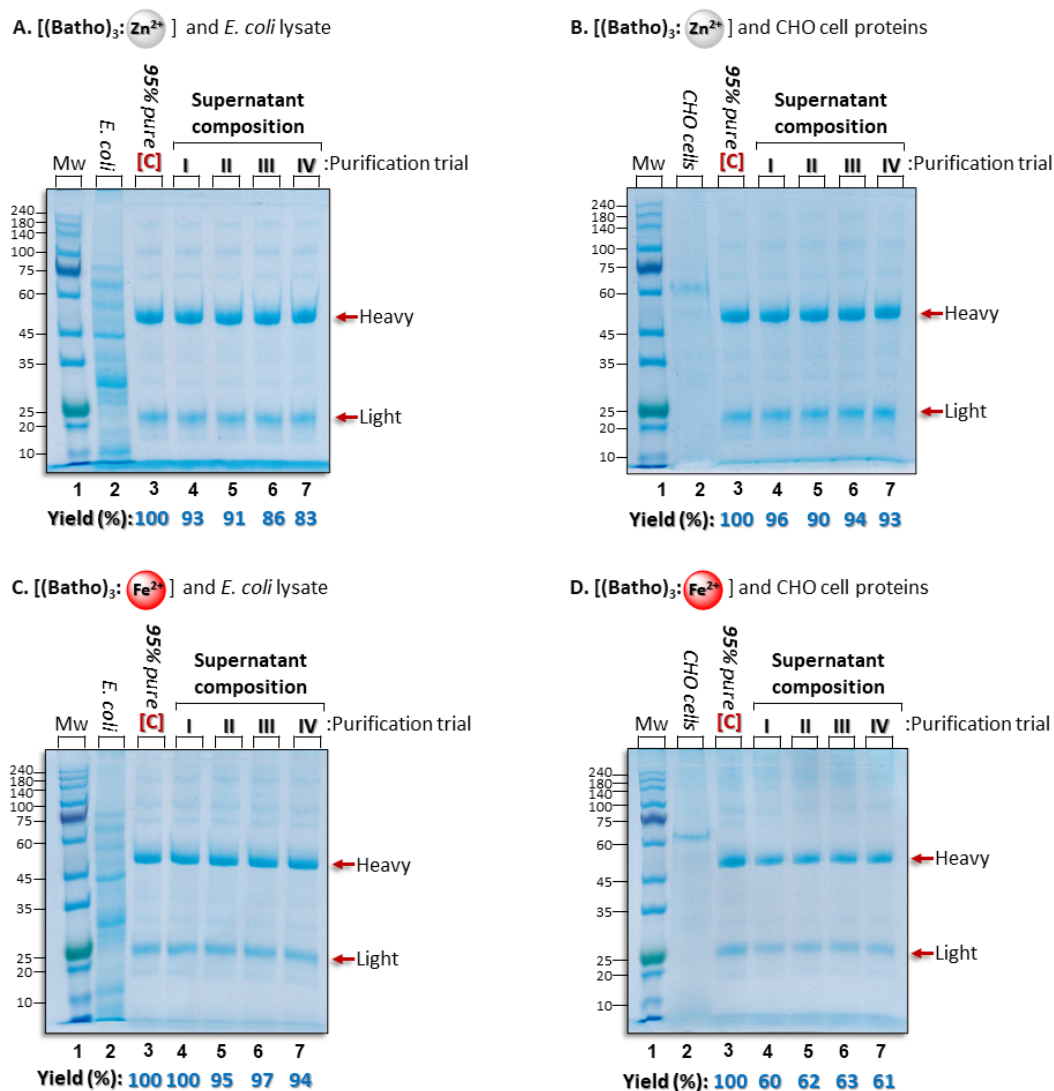 A. [(Batho)₃: Zn²⁺ ] and E. coli lysate
E. coli
95% pure
Supernatant
composition
Mw [C] I II III IV :Purification trial
240
180
140
100
75
60
45
35
25
20
10
Heavy
Light
1 2 3 4 5 6 7
Yield (%): 100 93 91 86 83
B. [(Batho)₃: Zn²⁺ ] and CHO cell proteins
CHO cells
95% pure
Supernatant
composition
Mw [C] I II III IV :Purification trial
240
180
140
100
75
60
45
35
25
20
10
Heavy
Light
1 2 3 4 5 6 7
Yield (%): 100 96 90 94 93
C. [(Batho)₃: Fe²⁺ ] and E. coli lysate
E. coli
95% pure
Supernatant
composition
Mw [C] I II III IV :Purification trial
240
180
140
100
75
60
45
35
25
20
10
Heavy
Light
1 2 3 4 5 6 7
Yield (%): 100 100 95 97 94
D. [(Batho)₃: Fe²⁺ ] and CHO cell proteins
CHO cells
95% pure
Supernatant
composition
Mw [C] I II III IV :Purification trial
240
180
140
100
75
60
45
35
25
20
10
Heavy
Light
1 2 3 4 5 6 7
Yield (%): 100 60 62 63 61